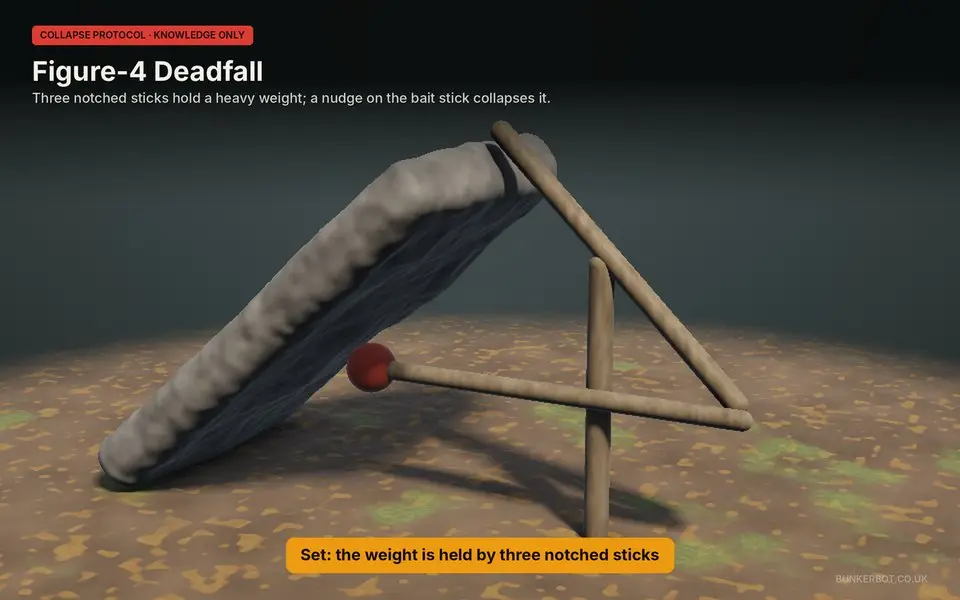 COLLAPSE PROTOCOL · KNOWLEDGE ONLY
Figure-4 Deadfall
Three notched sticks hold a heavy weight; a nudge on the bait stick collapses it.
Set: the weight is held by three notched sticks
BUNKERBOT.CO.UK